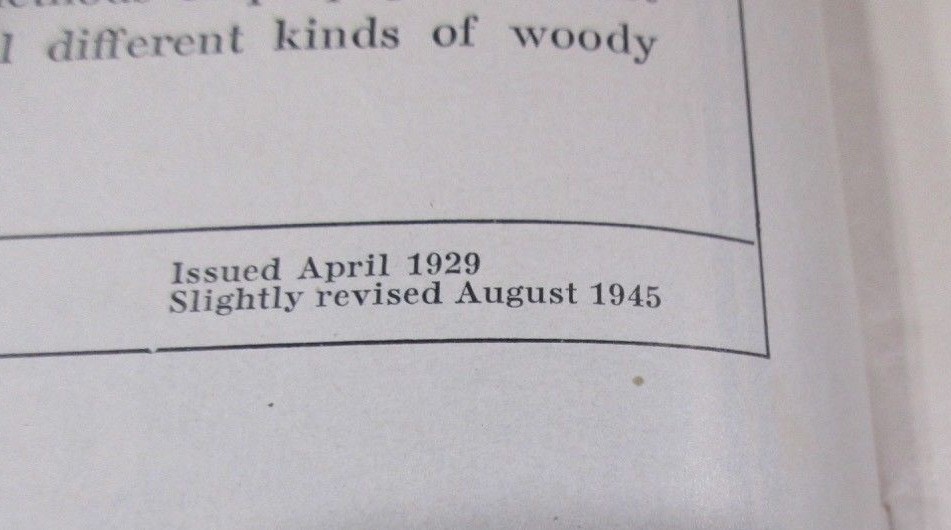 l different kinds of woody
Issued April 1929
Slightly revised August 1945